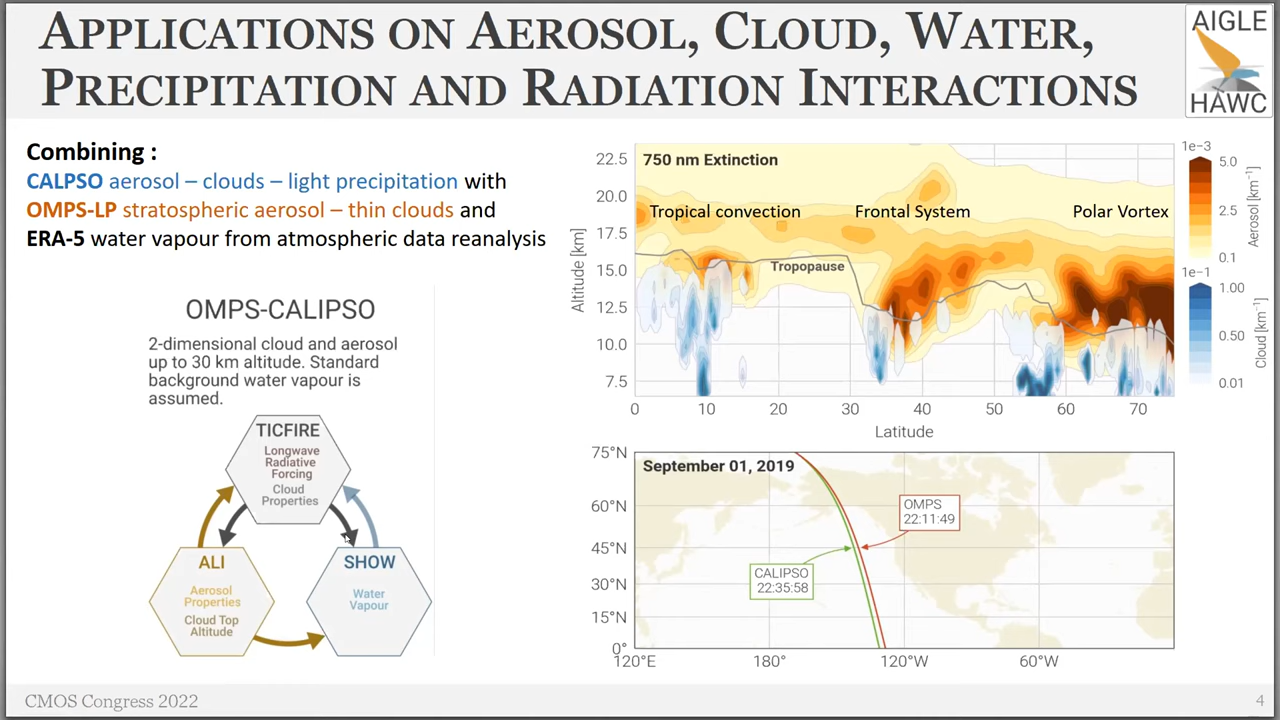 APPLICATIONS ON AEROSOL, CLOUD, WATER,
PRECIPITATION AND RADIATION INTERACTIONS
AIGLE
HAWC
Combining :
CALPSO aerosol – clouds – light precipitation with
OMPS-LP stratospheric aerosol – thin clouds and
ERA-5 water vapour from atmospheric data reanalysis
OMPS-CALIPSO
2-dimensional cloud and aerosol
up to 30 km altitude. Standard
background water vapour is
assumed.
TICFIRE
Longwave
Radiative
Forcing
Cloud
Properties
ALI
Aerosol
Properties
Cloud Top
Altitude
SHOW
Water
Vapour
750 nm Extinction
Tropical convection
Frontal System
Polar Vortex
Tropopause
Altitude [km]
22.5
20.0
17.5
15.0
12.5
10.0
7.5
0 10 20 30 40 50 60 70
Latitude
1e-3
5.0
2.5
0.1
Aerosol [km⁻¹]
1e-1
1.00
0.50
0.01
Cloud [km⁻¹]
September 01, 2019
75°N
60°N
45°N
30°N
15°N
0°
120°E 180° 120°W 60°W
OMPS
22:11:49
CALIPSO
22:35:58
CMOS Congress 2022
4